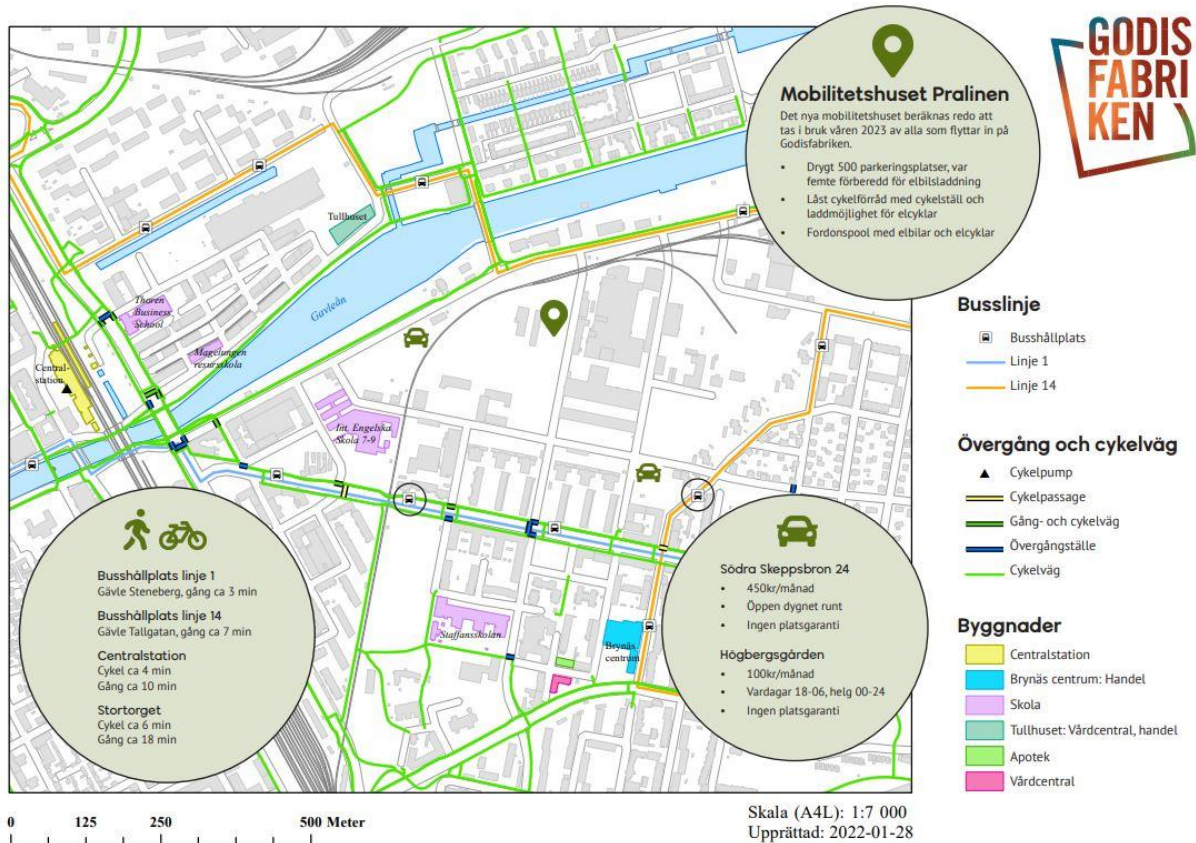 GODIS
FABRI
KEN
Mobilitetshuset Pralinen
Det nya mobilitetshuset beräknas redo att
tas i bruk våren 2023 av alla som flyttar in på
Godisfabriken.
• Drygt 500 parkeringsplatser, var
femte förberedd för elbilsladdning
• Låst cykelförråd med cykelställ och
laddmöjlighet för elcyklar
• Fordonspool med elbilar och elcyklar
Tullhuset
Gavleån
Thoren
Business
School
Magelungen
resursskola
Central-
station
Int. Engelska
Skola 7-9
Staffansskolan
Brynäs
centrum
Busshållplats linje 1
Gävle Steneberg, gång ca 3 min
Busshållplats linje 14
Gävle Tallgatan, gång ca 7 min
Centralstation
Cykel ca 4 min
Gång ca 10 min
Stortorget
Cykel ca 6 min
Gång ca 18 min
Södra Skeppsbron 24
• 450kr/månad
• Öppen dygnet runt
• Ingen platsgaranti
Högbergsgården
• 100kr/månad
• Vardagar 18-06, helg 00-24
• Ingen platsgaranti
Busslinje
Busshållplats
Linje 1
Linje 14
Övergång och cykelväg
Cykelpump
Cykelpassage
Gång- och cykelväg
Övergångställe
Cykelväg
Byggnader
Centralstation
Brynäs centrum: Handel
Skola
Tullhuset: Vårdcentral, handel
Apotek
Vårdcentral
0 125 250 500 Meter
Skala (A4L): 1:7 000
Upprättad: 2022-01-28